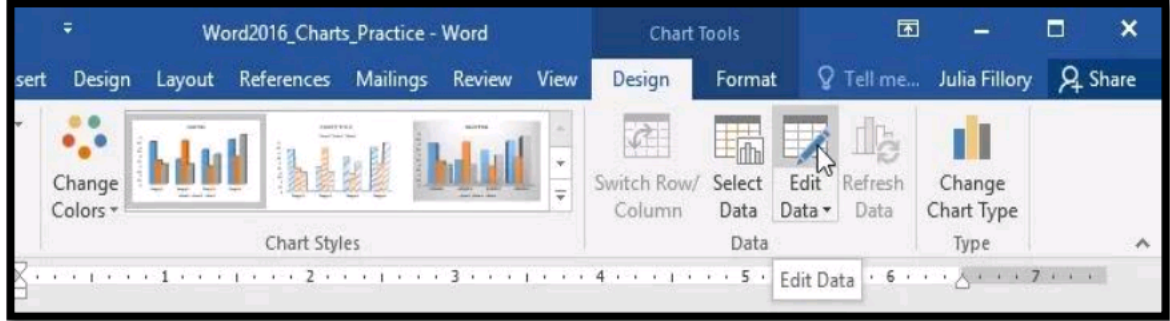 Word2016_Charts_Practice - Word
Chart Tools
sert Design Layout References Mailings Review View Design Format Tell me... Julia Fillory Share
Change
Colors
Chart Styles
Switch Row/
Column
Select
Data
Edit
Data
Refresh
Data
Data
Change
Chart Type
Type
1 2 3 4 5 6 7
Edit Data